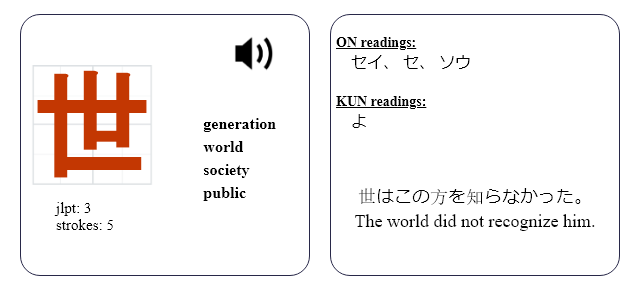 世
generation
world
society
public
jlpt: 3
strokes: 5
ON readings:
セイ、 セ、 ソウ
KUN readings:
よ
世はこの方を知らなかった。
The world did not recognize him.